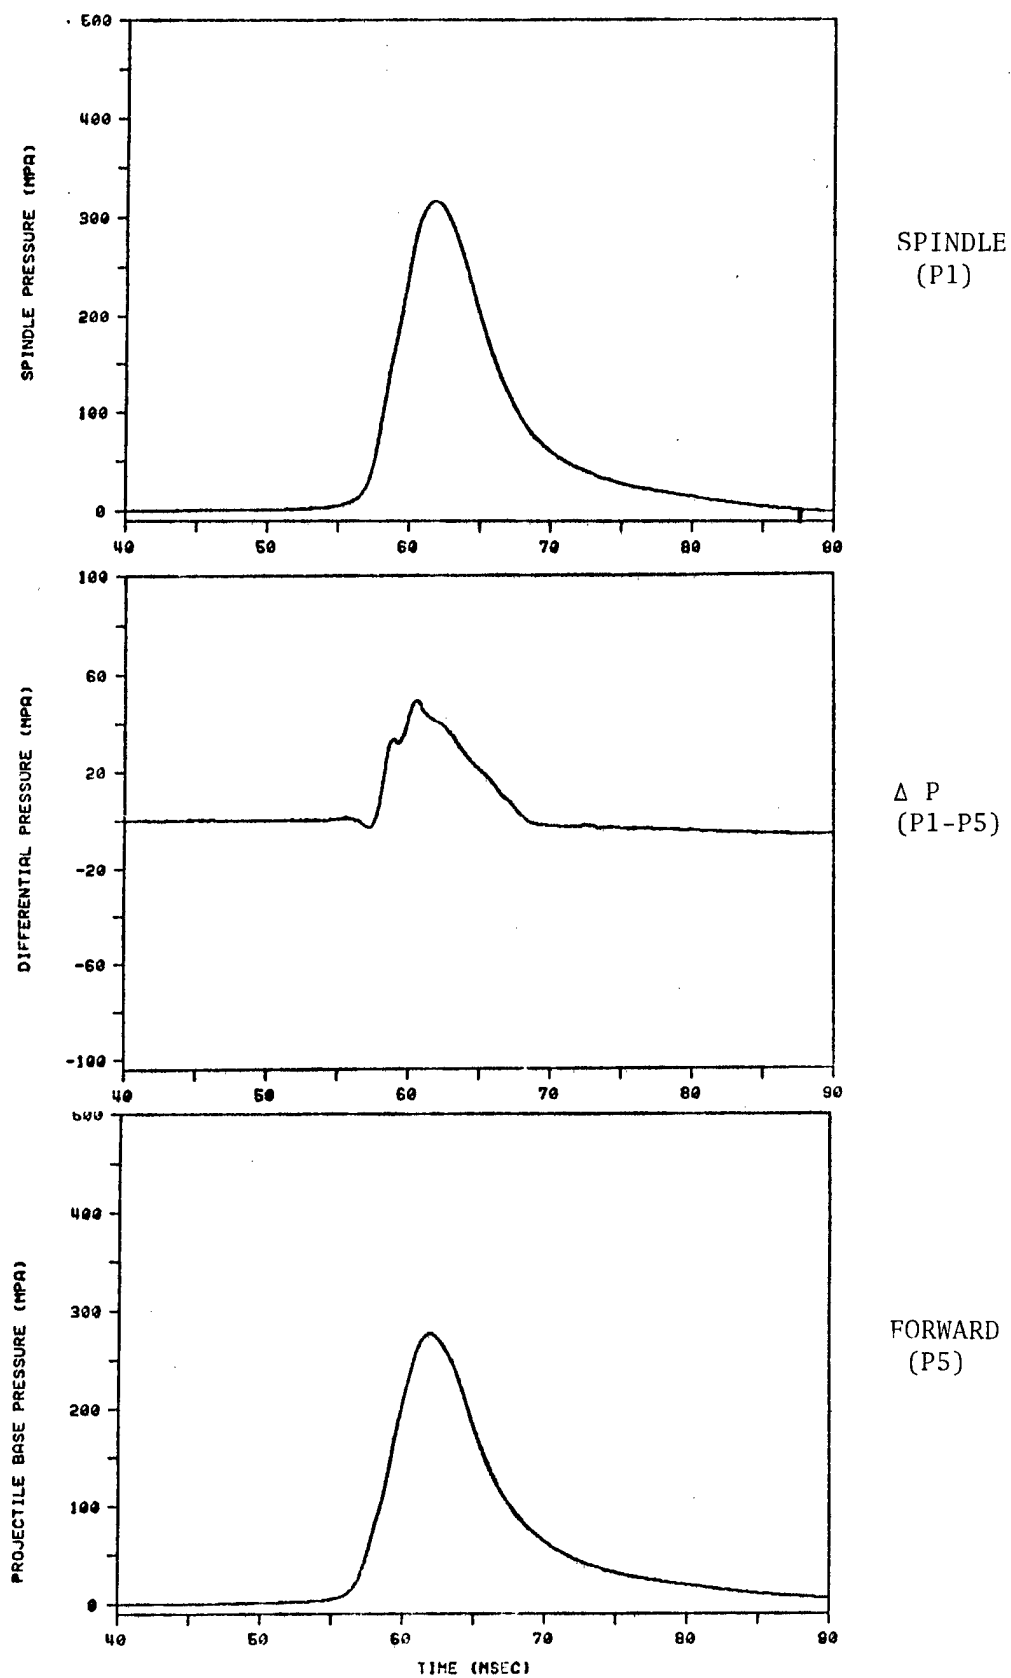 500
400
300
200
100
0
SPINDLE PRESSURE (MPA)
40 50 60 70 80 90
SPINDLE
(P1)
100
60
20
-20
-60
-100
DIFFERENTIAL PRESSURE (MPA)
40 50 60 70 80 90
Δ P
(P1-P5)
500
400
300
200
100
0
PROJECTILE BASE PRESSURE (MPA)
40 50 60 70 80 90
TIME (MSEC)
FORWARD
(P5)